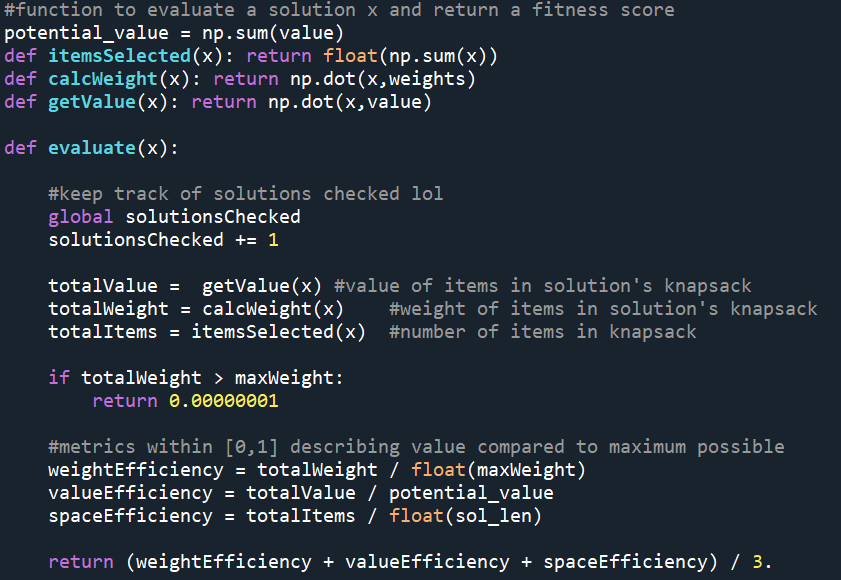 #function to evaluate a solution x and return a fitness score
potential_value = np.sum(value)
def itemsSelected(x): return float(np.sum(x))
def calcWeight(x): return np.dot(x,weights)
def getValue(x): return np.dot(x,value)
def evaluate(x):
#keep track of solutions checked lol
global solutionsChecked
solutionsChecked += 1
totalValue =  getValue(x) #value of items in solution's knapsack
totalWeight = calcWeight(x)    #weight of items in solution's knapsack
totalItems = itemsSelected(x)  #number of items in knapsack
if totalWeight > maxWeight:
return 0.00000001
#metrics within [0,1] describing value compared to maximum possible
weightEfficiency = totalWeight / float(maxWeight)
valueEfficiency = totalValue / potential_value
spaceEfficiency = totalItems / float(sol_len)
return (weightEfficiency + valueEfficiency + spaceEfficiency) / 3.